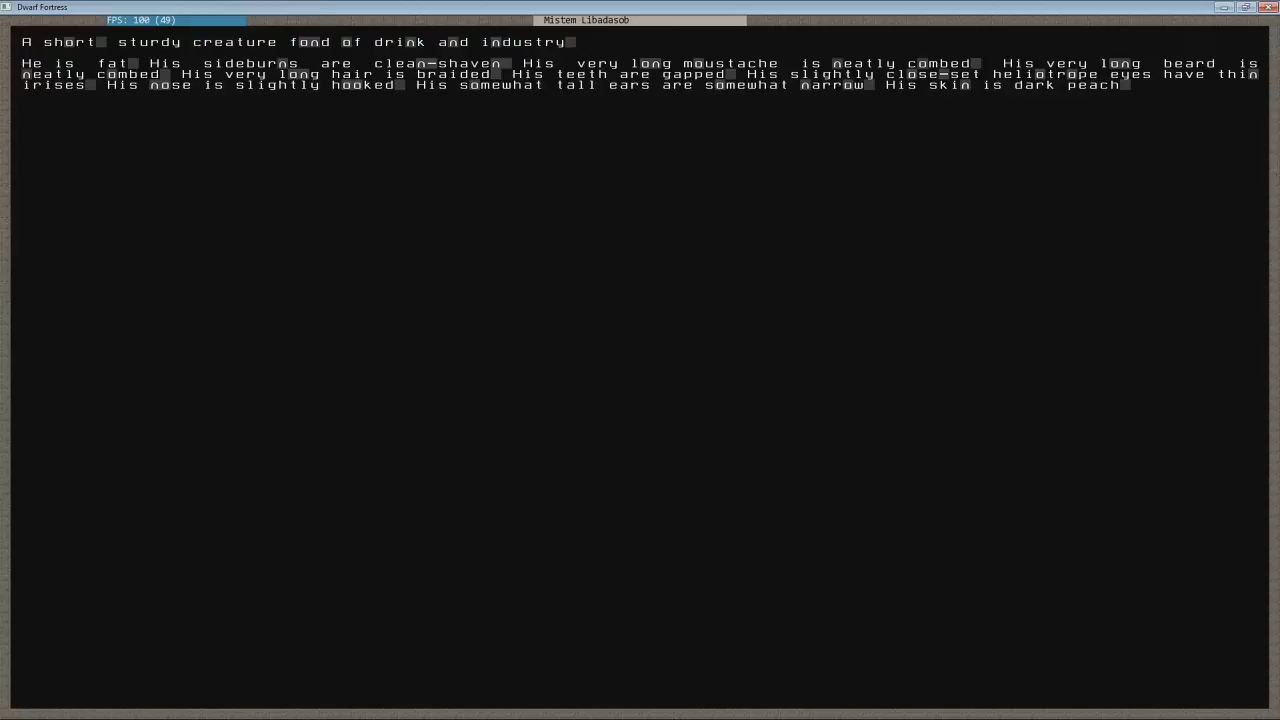 Dwarf Fortress
FPS: 100 (49)
Mistem Libadasob
A short sturdy creature fond of drink and industry
He is fat His sideburns are clean-shaven His very long moustache is neatly combed His very long beard is
neatly combed His very long hair is braided His teeth are gapped His slightly close-set heliotrope eyes have thin
irises His nose is slightly hooked His somewhat tall ears are somewhat narrow His skin is dark peach